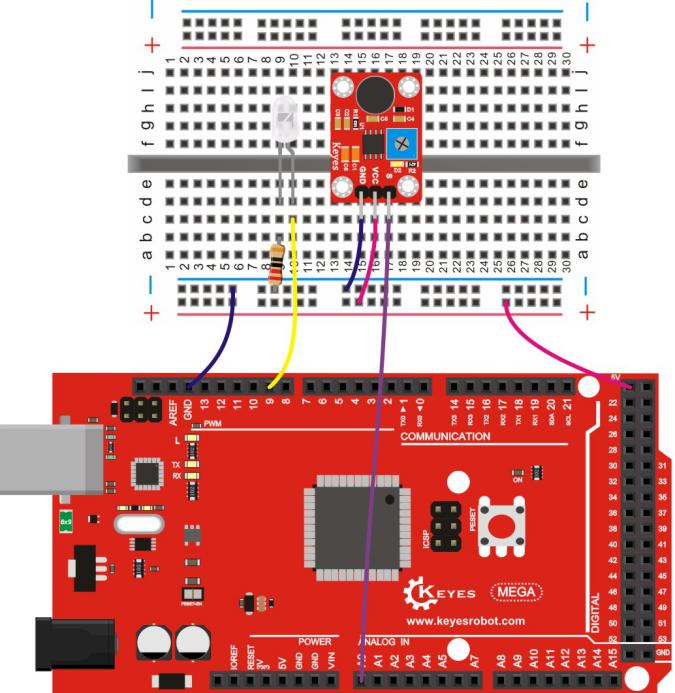 1 2 3 4 5 6 7 8 9 10 11 12 13 14 15 16 17 18 19 20 21 22 23 24 25 26 27 28 29 30
j
i
h
g
f
e
d
c
b
a
j
i
h
g
f
e
d
c
b
a
C5
C4
D1
R1
U1
Keyes
C1
D2
R2
GND
VCC
S
1 2 3 4 5 6 7 8 9 10 11 12 13 14 15 16 17 18 19 20 21 22 23 24 25 26 27 28 29 30
AREF
GND
13
12
11
10
9
8
7
6
5
4
3
2
TX0 ► 1
RX0 ◄ 0
TX3 14
RX3 15
TX2 16
RX2 17
TX1 18
RX1 19
SDA 20
SCL 21
PWM
COMMUNICATION
5V
22
24
26
28
30 31
32 33
34 35
36 37
38 39
40 41
42 43
44 45
46 47
48 49
50 51
52 53
GND
DIGITAL
L
TX
RX
ON
ICSP
PESET
KEYES MEGA
www.keyesrobot.com
RESET-EN
POWER
ANALOG IN
IOREF
RESET
3V3
5V
GND
GND
VIN
A0
A1
A2
A3
A4
A5
A6
A7
A8
A9
A10
A11
A12
A13
A14
A15